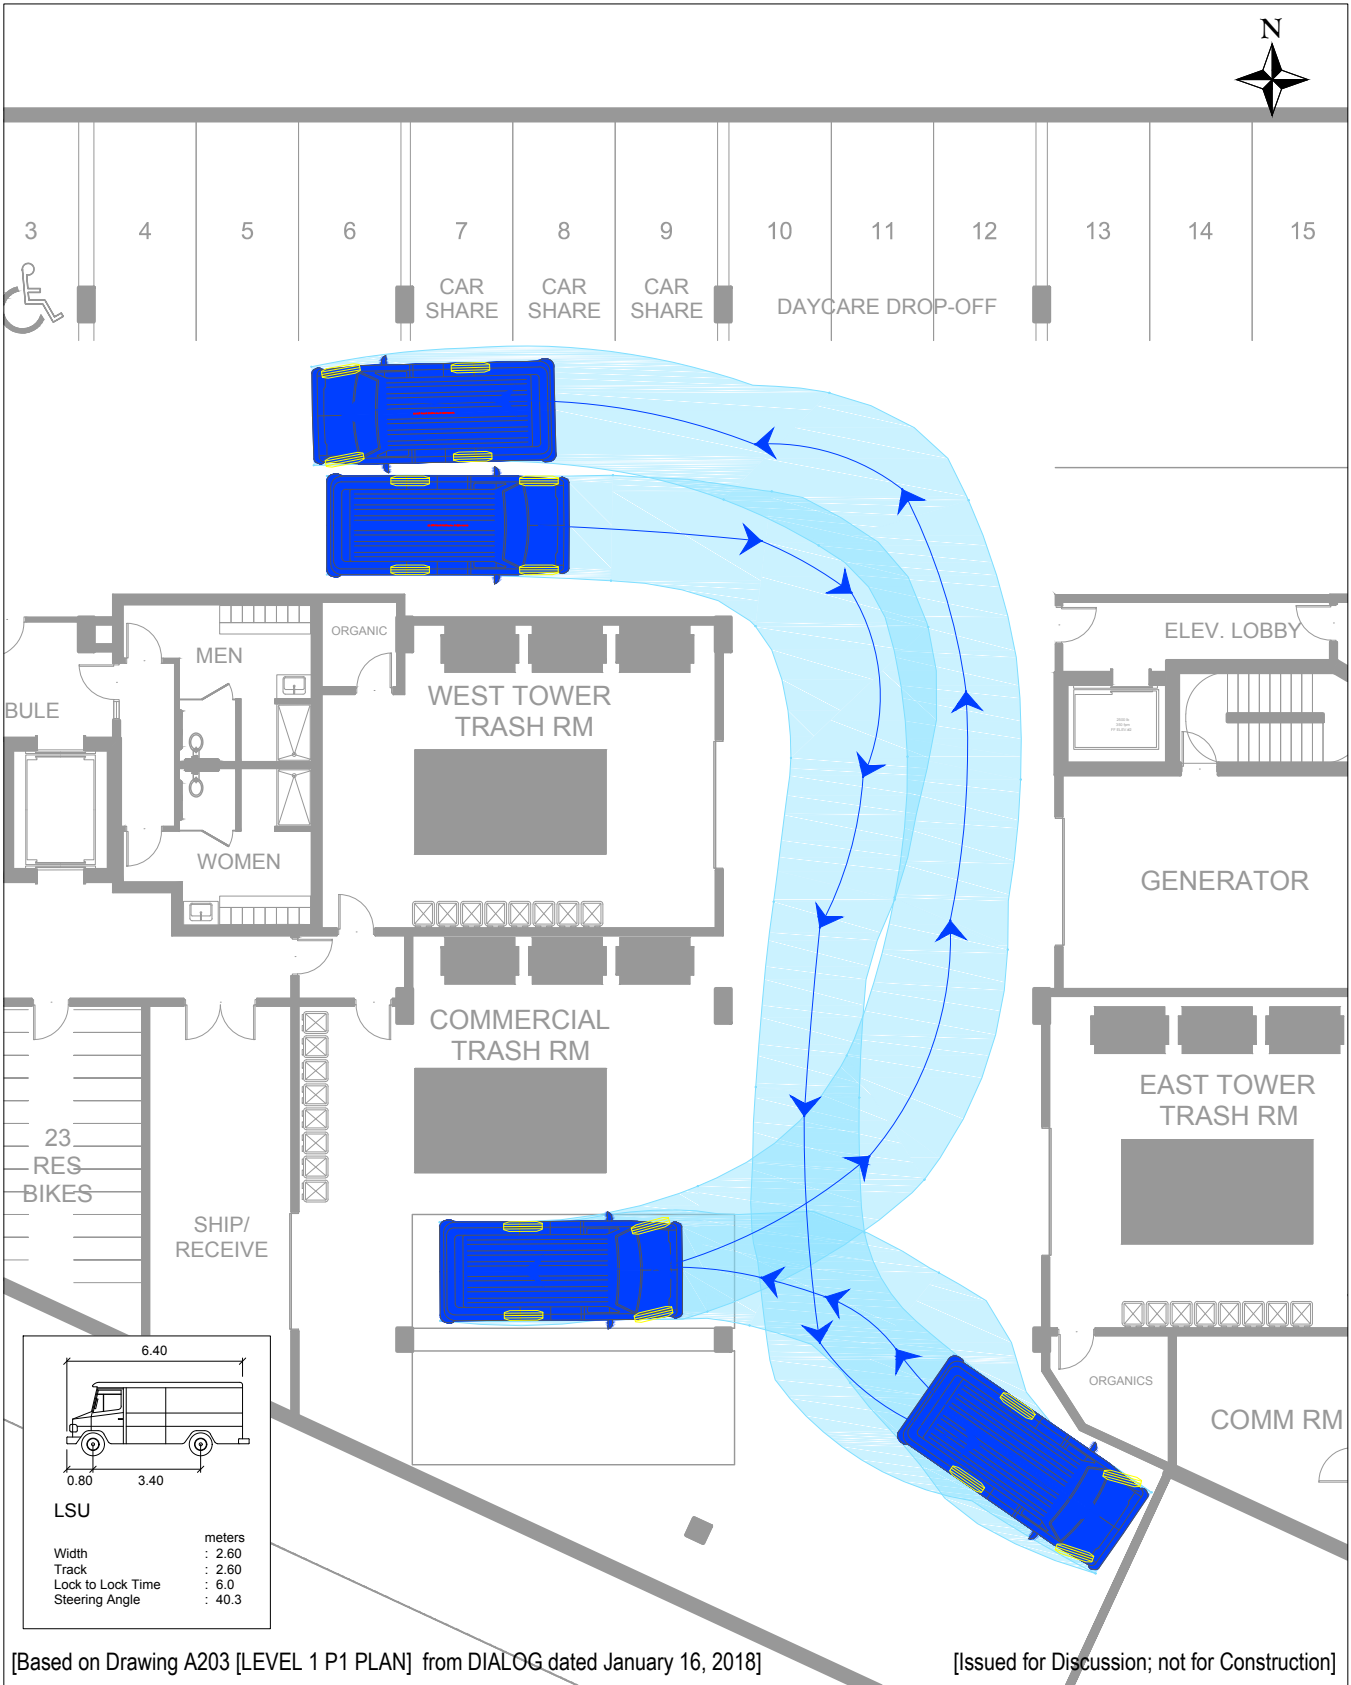 N
3
4
5
6
7
8
9
10
11
12
13
14
15
CAR
SHARE
CAR
SHARE
CAR
SHARE
DAYCARE DROP-OFF
ORGANIC
MEN
BULE
WEST TOWER
TRASH RM
ELEV. LOBBY
WOMEN
GENERATOR
COMMERCIAL
TRASH RM
EAST TOWER
TRASH RM
23
RES
BIKES
SHIP/
RECEIVE
ORGANICS
COMM RM
6.40
0.80
3.40
LSU
meters
Width : 2.60
Track : 2.60
Lock to Lock Time : 6.0
Steering Angle : 40.3
[Based on Drawing A203 [LEVEL 1 P1 PLAN] from DIALOG dated January 16, 2018]
[Issued for Discussion; not for Construction]